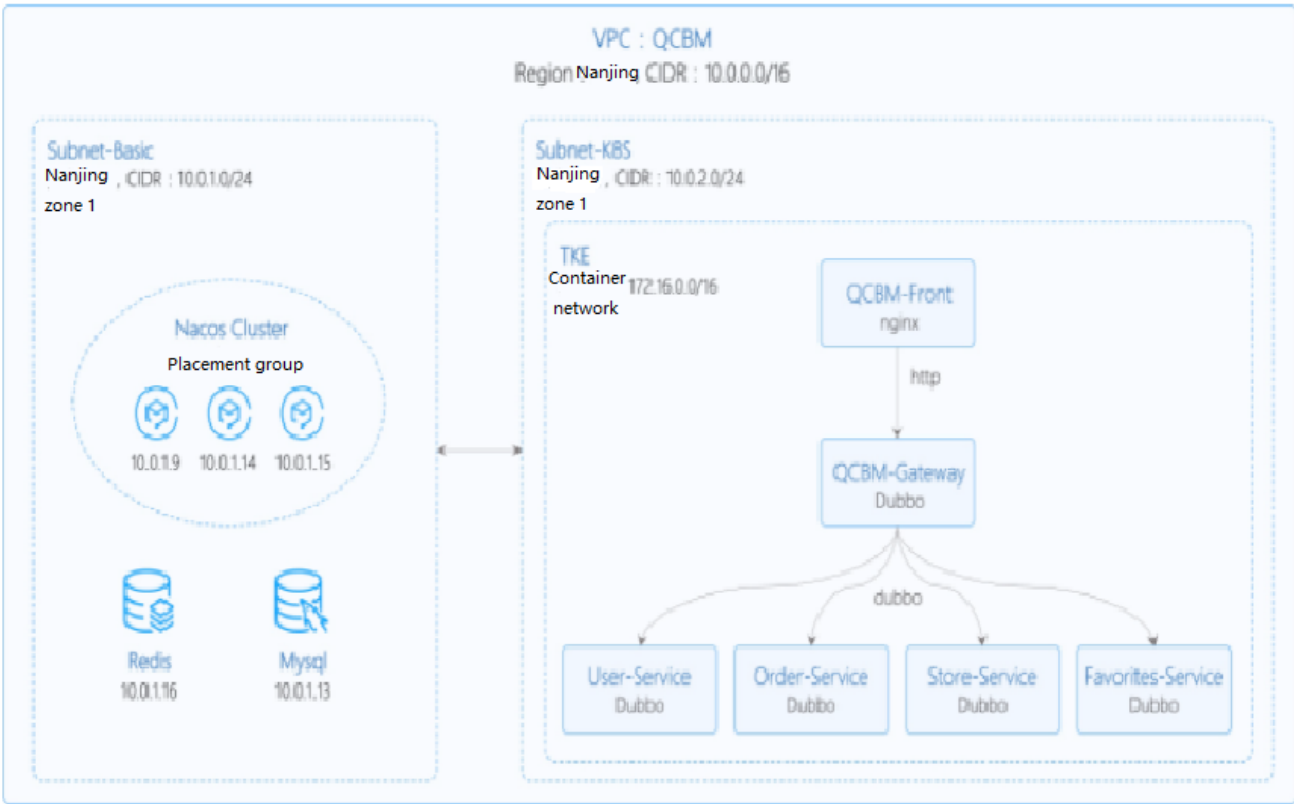 VPC : QCBM
Region Nanjing CIDR : 10.0.0.0/16
Subnet-Basic
Nanjing , CIDR : 10.0.1.0/24
zone 1
Nacos Cluster
Placement group
10.0.1.9 10.0.1.14 10.0.1.15
Redis
10.0.1.16
Mysql
10.0.1.13
Subnet-K8S
Nanjing , CIDR : 10.0.2.0/24
zone 1
TKE
Container 172.16.0.0/16
network
QCBM-Front
nginx
http
QCBM-Gateway
Dubbo
dubbo
User-Service
Dubbo
Order-Service
Dubbo
Store-Service
Dubbo
Favorites-Service
Dubbo